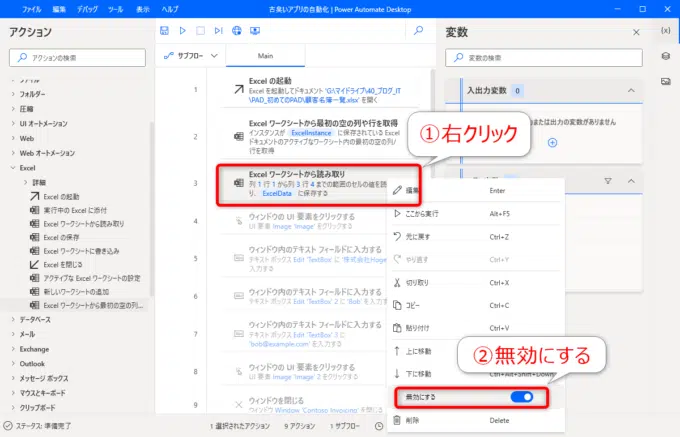 ファイル 編集 デバッグ ツール 表示 ヘルプ 古臭いアプリの自動化 | Power Automate Desktop
アクション
アクションの検索
ファイル
フォルダー
圧縮
UI オートメーション
Web
Web オートメーション
Excel
詳細
Excel の起動
実行中の Excel に添付
Excel ワークシートから読み取り
Excel の保存
Excel ワークシートに書き込み
Excel を閉じる
アクティブな Excel ワークシートの設定
新しいワークシートの追加
Excel ワークシートから最初の空の列...
データベース
メール
Exchange
Outlook
メッセージ ボックス
マウスとキーボード
クリップボード
サブフロー Main
1 Excel の起動
Excel を起動してドキュメント 'G:\マイドライブ\40_ブログ_IT
\PAD_初めてのPAD\顧客名簿一覧.xlsx' を開く
2 Excel ワークシートから最初の空の列や行を取得
インスタンスが ExcelInstance に保存されている Excel
ドキュメントのアクティブなワークシート内の最初の空の列/
行を取得
3 Excel ワークシートから読み取り
列 1 行 1 から列 3 行 4 までの範囲のセルの値を読
り、 ExcelData に保存する
4 ウィンドウの UI 要素をクリックする
UI 要素 Image 'Image' をクリックする
5 ウィンドウ内のテキスト フィールドに入力する
テキスト ボックス Edit 'TextBox' に '株式会社Huge
入力する
6 ウィンドウ内のテキスト フィールドに入力する
テキスト ボックス Edit 'TextBox' 2 に 'Bob' を入力す
7 ウィンドウ内のテキスト フィールドに入力する
テキスト ボックス Edit 'TextBox' 3 に
'bob@example.com' を入力する
8 ウィンドウの UI 要素をクリックする
UI 要素 Image 'Image' 2 をクリックする
9 ウィンドウを閉じる
ウィンドウ Window 'Contoso Invoicing' を閉じる
①右クリック
編集 Enter
ここから実行 Alt+F5
元に戻す Ctrl+Z
やり直す Ctrl+Y
切り取り Ctrl+X
コピー Ctrl+C
貼り付け Ctrl+V
上に移動
下に移動 Ctrl+Alt+Shift+Down
②無効にする
無効にする
削除 Delete
変数
{x}
変数の検索
入出力変数 0
または出力の変数がありません
ステータス: 準備完了 1 選択されたアクション 9 アクション 1 サブフロー